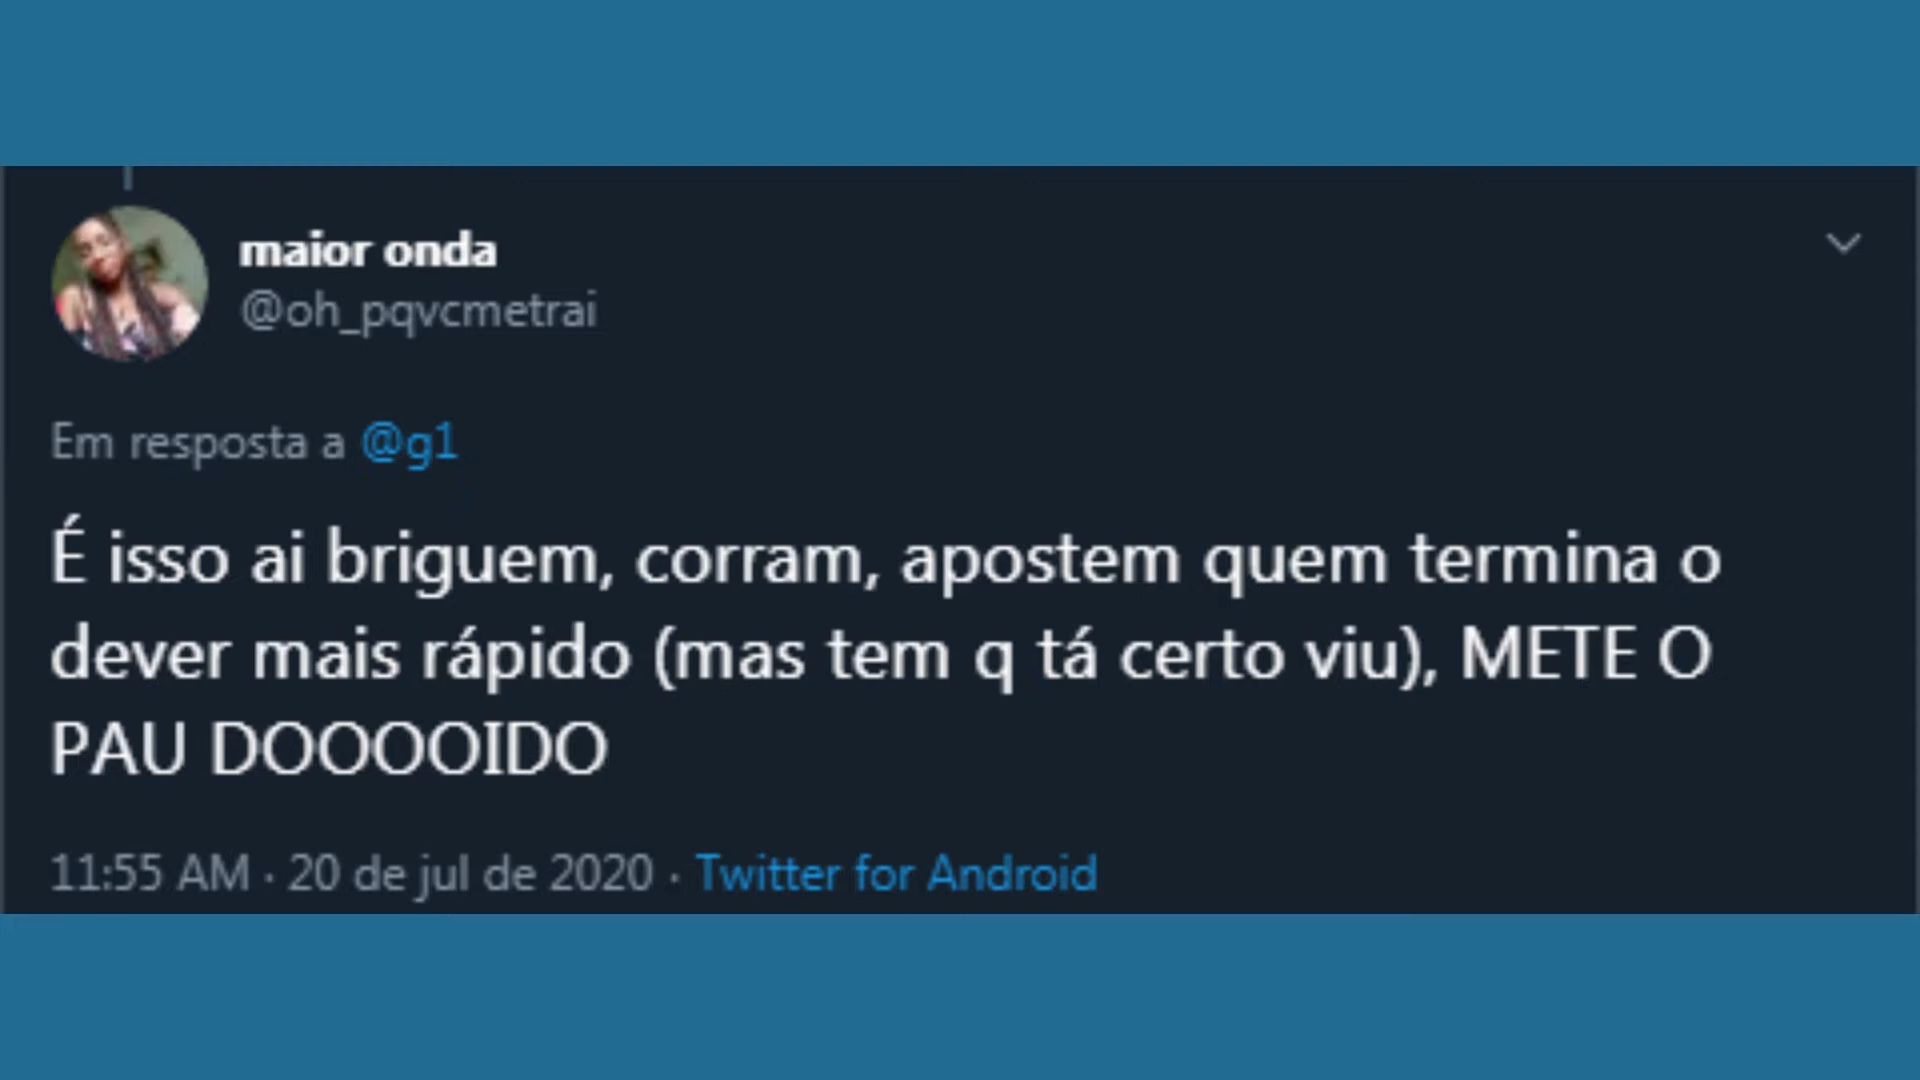 maior onda
@oh_pqvcmetrai
Em resposta a @g1
É isso ai briguem, corram, apostem quem termina o
dever mais rápido (mas tem q tá certo viu), METE O
PAU DOOOOIDO
11:55 AM · 20 de jul de 2020 · Twitter for Android